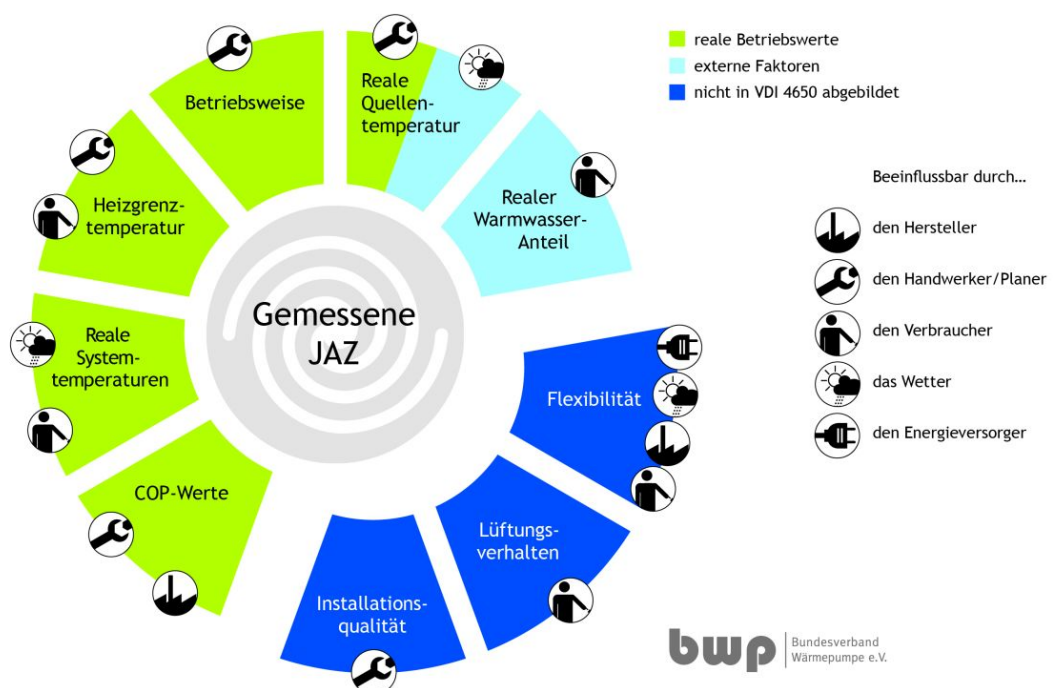 reale Betriebswerte
externe Faktoren
nicht in VDI 4650 abgebildet
Betriebsweise
Reale
Quellen-
temperatur
Realer
Warmwasser-
Anteil
Heizgrenz-
temperatur
Reale
System-
temperaturen
COP-Werte
Gemessene
JAZ
Flexibilität
Lüftungs-
verhalten
Installations-
qualität
Beeinflussbar durch...
den Hersteller
den Handwerker/Planer
den Verbraucher
das Wetter
den Energieversorger
bwp
Bundesverband
Wärmepumpe e.V.